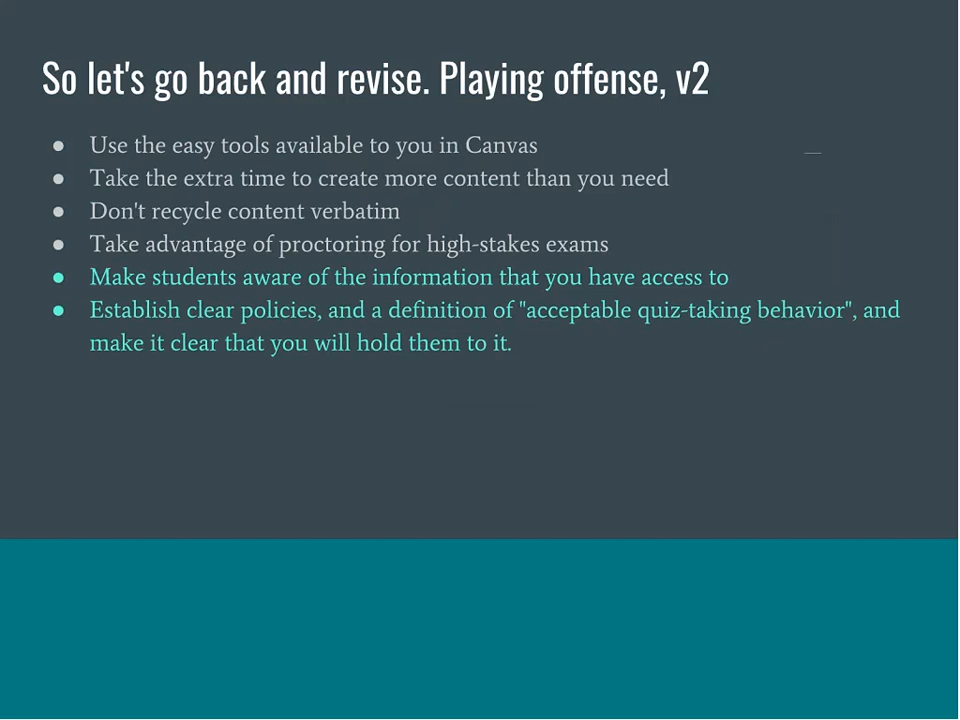 So let's go back and revise. Playing offense, v2
● Use the easy tools available to you in Canvas
● Take the extra time to create more content than you need
● Don't recycle content verbatim
● Take advantage of proctoring for high-stakes exams
● Make students aware of the information that you have access to
● Establish clear policies, and a definition of "acceptable quiz-taking behavior", and
make it clear that you will hold them to it.